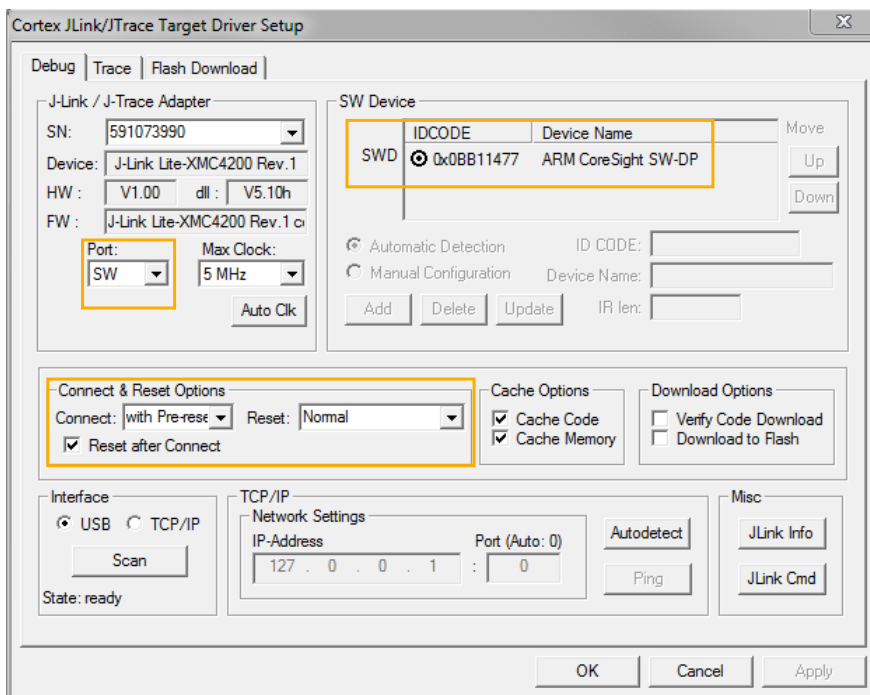 Cortex JLink/JTrace Target Driver Setup
Debug Trace Flash Download
J-Link / J-Trace Adapter
SN: 591073990
Device: J-Link Lite-XMC4200 Rev.1
HW : V1.00 dll : V5.10h
FW : J-Link Lite-XMC4200 Rev.1 co
Port: Max Clock:
SW 5 MHz
Auto Clk
SW Device
IDCODE Device Name Move
SWD 0x0BB11477 ARM CoreSight SW-DP Up
Down
Automatic Detection ID CODE:
Manual Configuration Device Name:
Add Delete Update IR len:
Connect & Reset Options
Connect: with Pre-rese Reset: Normal
Reset after Connect
Cache Options
Cache Code
Cache Memory
Download Options
Verify Code Download
Download to Flash
Interface
USB TCP/IP
Scan
State: ready
TCP/IP
Network Settings
IP-Address Port (Auto: 0)
127 . 0 . 0 . 1 : 0
Autodetect
Ping
Misc
JLink Info
JLink Cmd
OK Cancel Apply